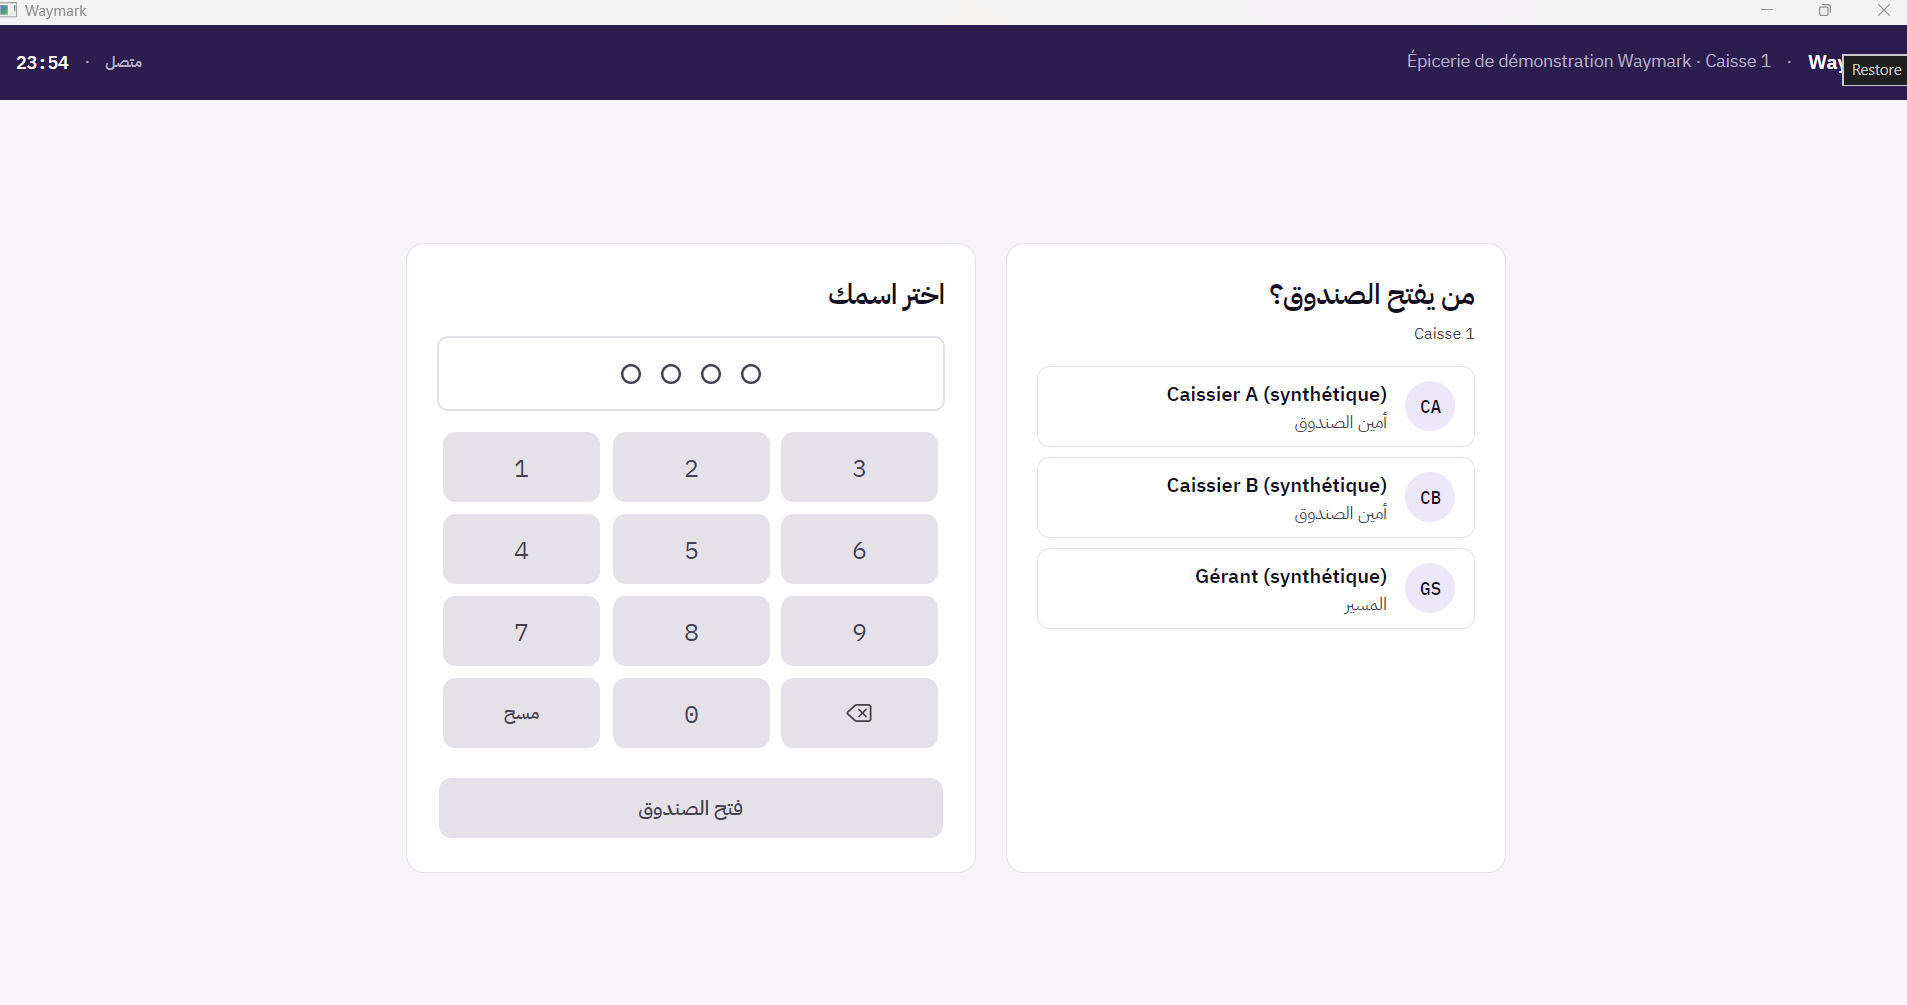 Waymark
Way
· Épicerie de démonstration Waymark · Caisse 1
Restore
متصل · 23:54
من يفتح الصندوق؟
Caisse 1
CA
Caissier A (synthétique)
أمين الصندوق
CB
Caissier B (synthétique)
أمين الصندوق
GS
Gérant (synthétique)
المسير
اختر اسمك
1 2 3
4 5 6
7 8 9
مسح 0
فتح الصندوق